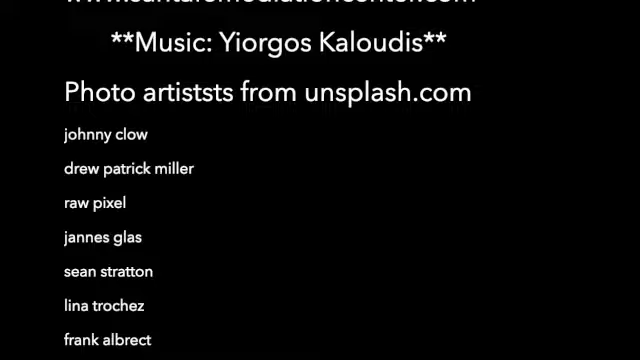 **Music: Yiorgos Kaloudis**
Photo artiststs from unsplash.com
johnny clow
drew patrick miller
raw pixel
jannes glas
sean stratton
lina trochez
frank albrect